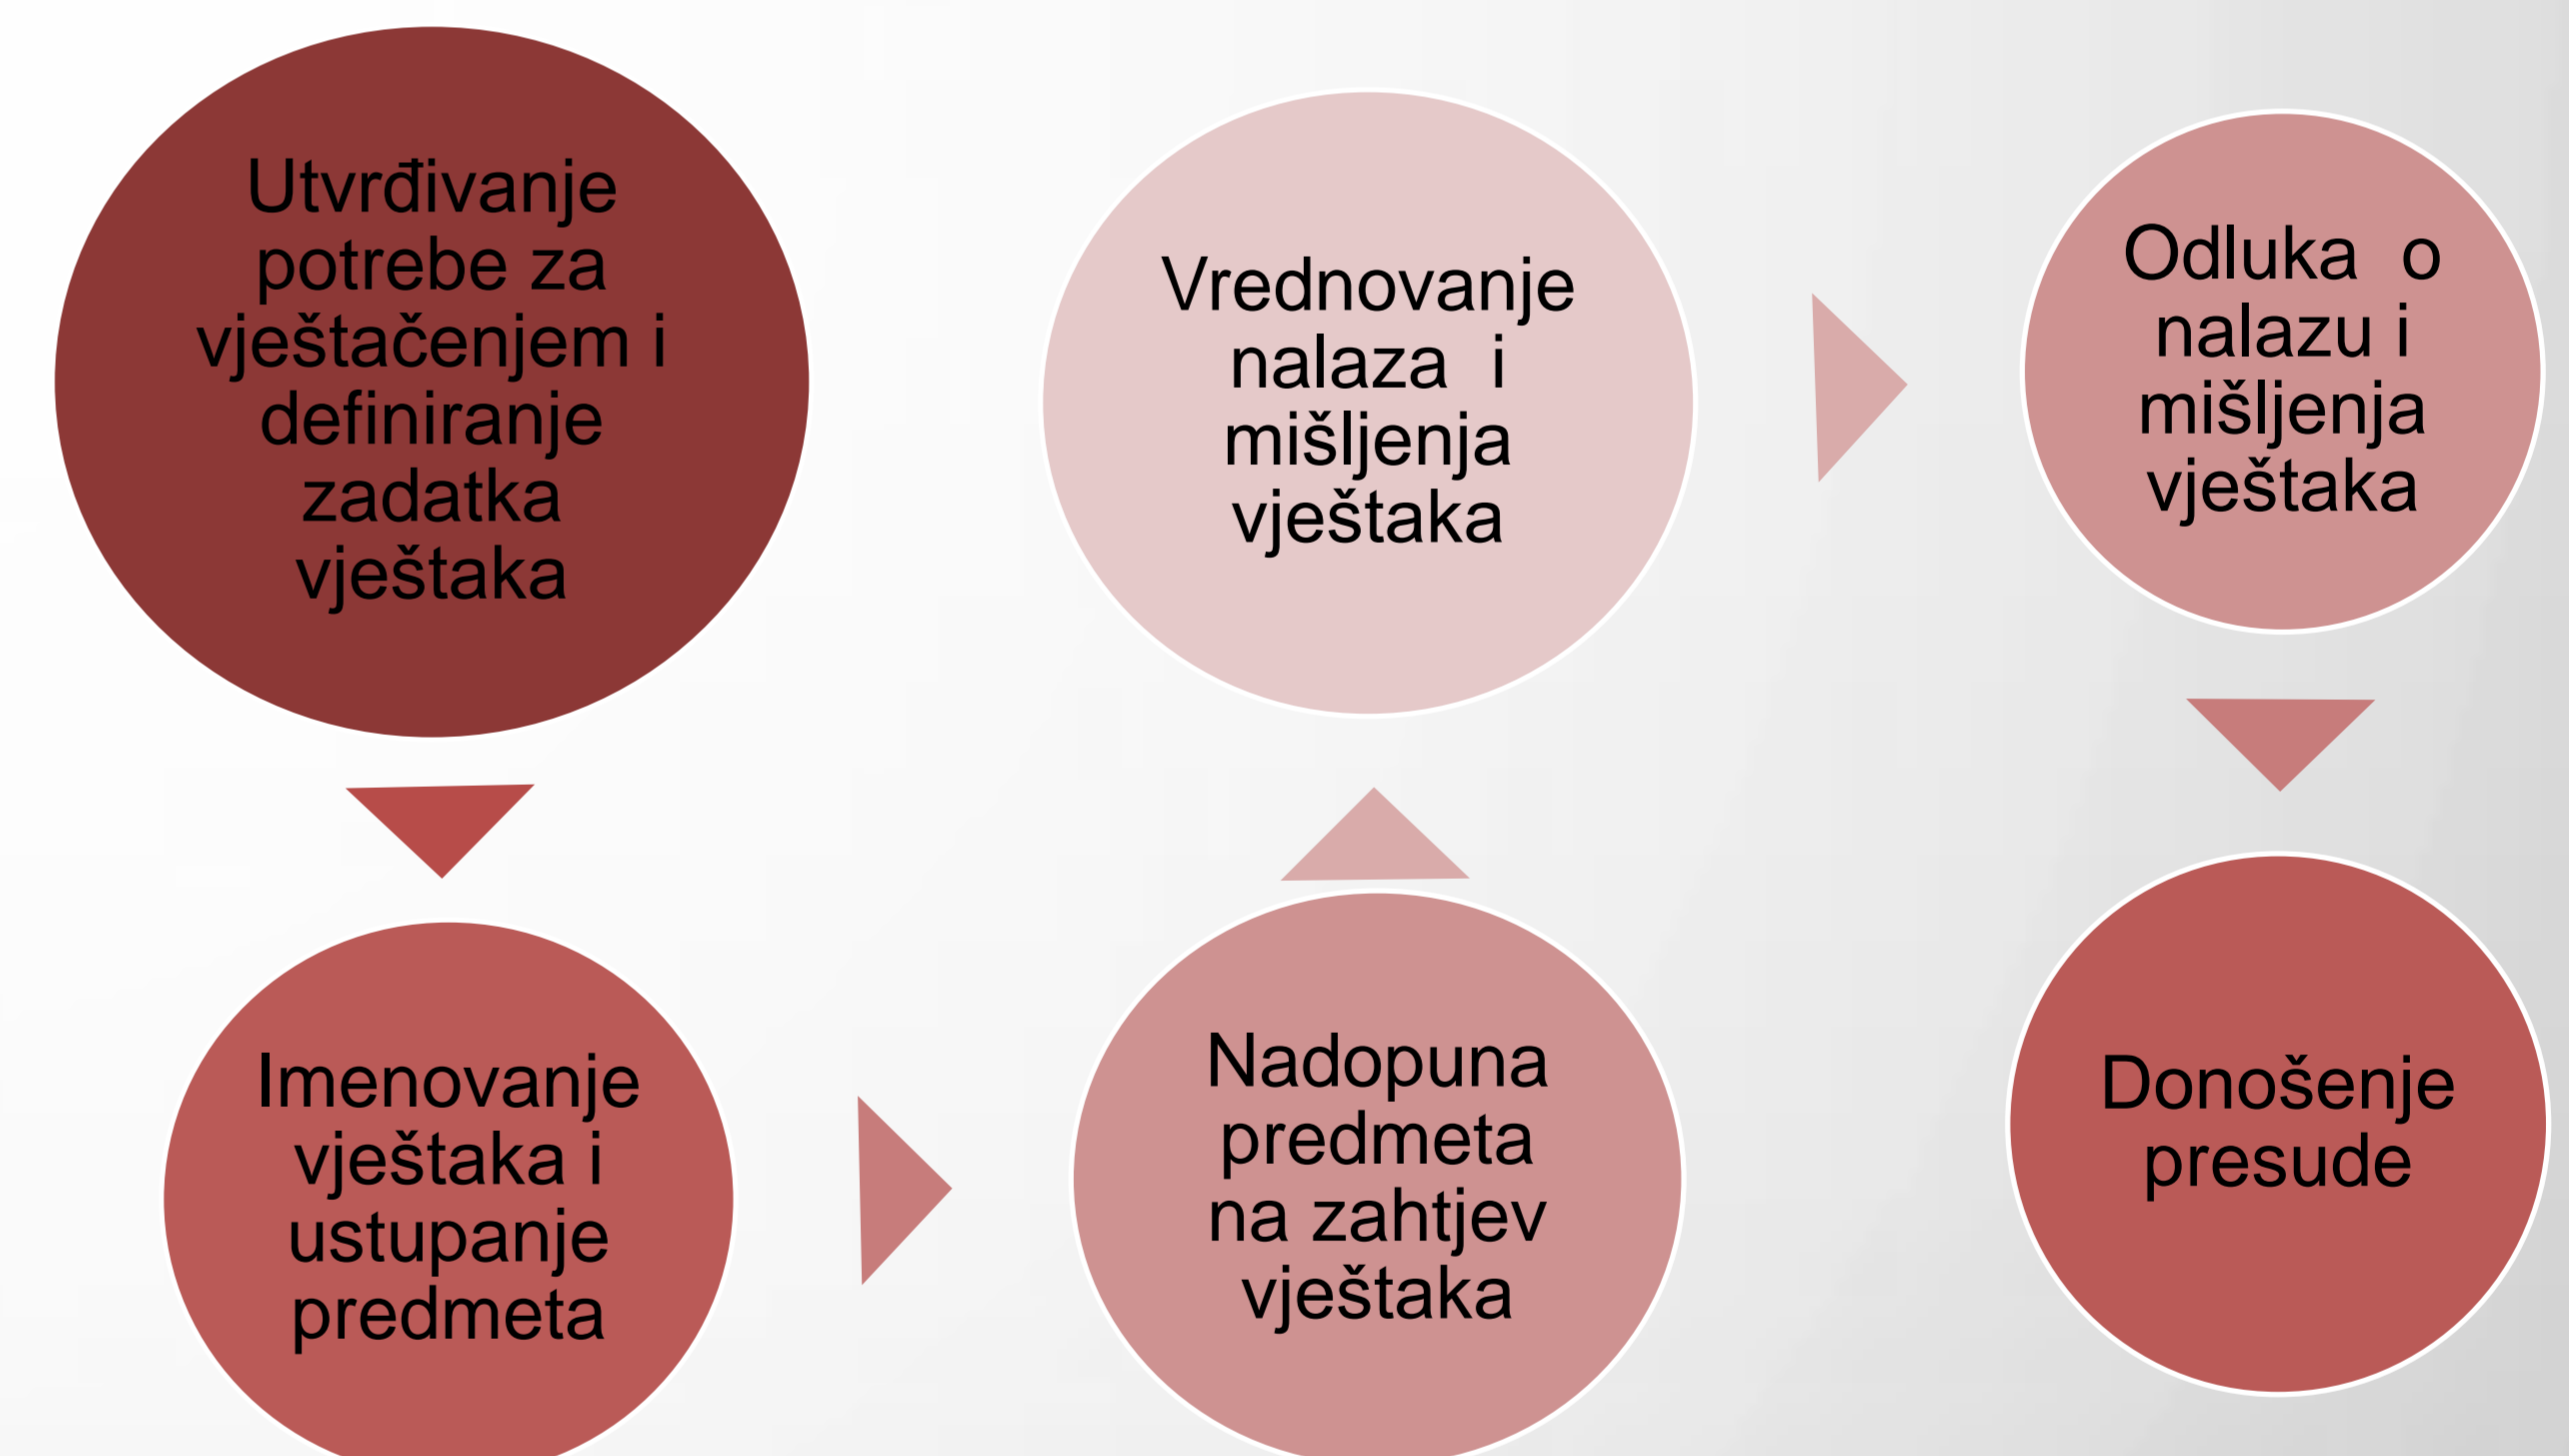 Utvrđivanje
potrebe za
vještačenjem i
definiranje
zadatka
vještaka
Imenovanje
vještaka i
ustupanje
predmeta
Nadopuna
predmeta
na zahtjev
vještaka
Vrednovanje
nalaza  i
mišljenja
vještaka
Odluka  o
nalazu i
mišljenja
vještaka
Donošenje
presude